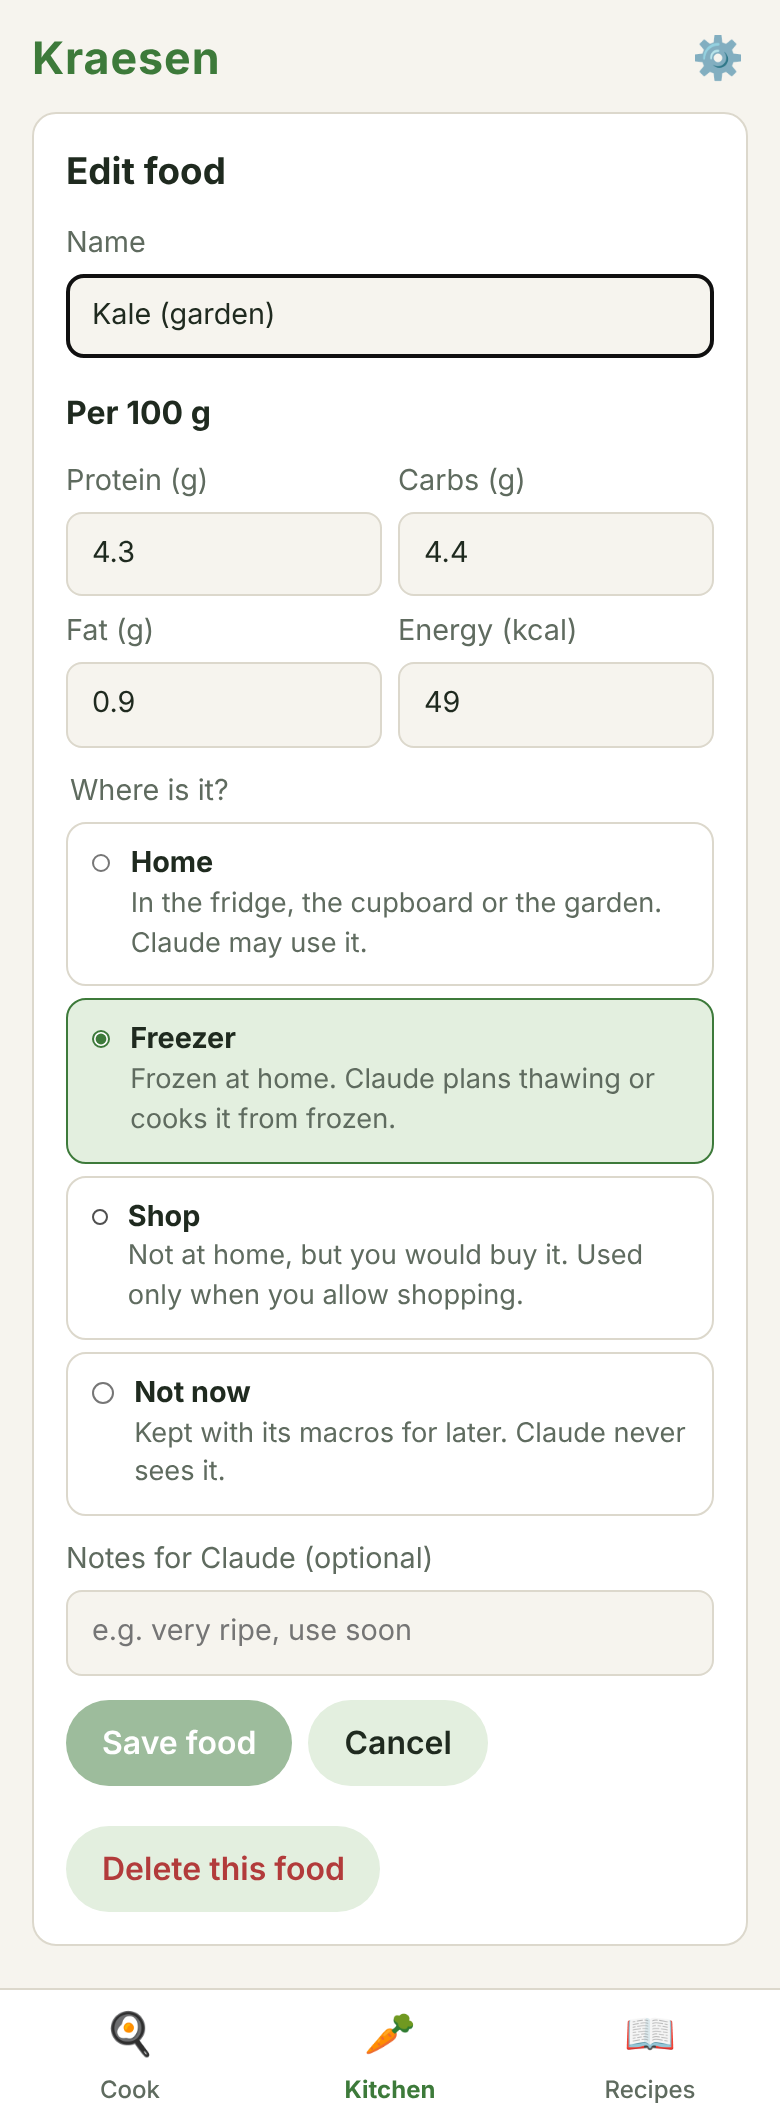 Kraesen
Edit food
Name
Kale (garden)
Per 100 g
Protein (g)
Carbs (g)
4.3
4.4
Fat (g)
Energy (kcal)
0.9
49
Where is it?
Home
In the fridge, the cupboard or the garden.
Claude may use it.
Freezer
Frozen at home. Claude plans thawing or
cooks it from frozen.
Shop
Not at home, but you would buy it. Used
only when you allow shopping.
Not now
Kept with its macros for later. Claude never
sees it.
Notes for Claude (optional)
e.g. very ripe, use soon
Save food
Cancel
Delete this food
Cook
Kitchen
Recipes